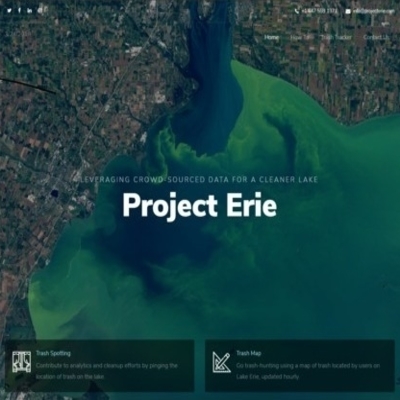 Home
Trash Tracker
Contact Us
LEVERAGING CROWD-SOURCED DATA FOR A CLEANER LAKE
Project Erie
Trash Spotting
Contribute to analytics and cleanup efforts by pinging the
location of trash on the lake.
Trash Map
Go trash hunting using a map of trash located by users on
Lake Erie, updated hourly.